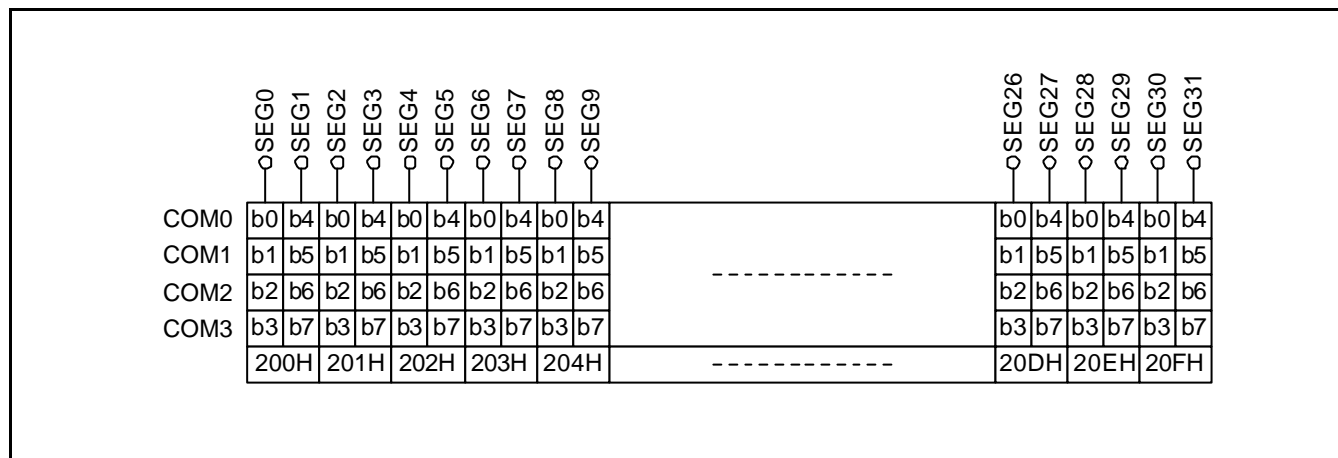 SEG0 SEG1 SEG2 SEG3 SEG4 SEG5 SEG6 SEG7 SEG8 SEG9 SEG26 SEG27 SEG28 SEG29 SEG30 SEG31
COM0 b0 b4 b0 b4 b0 b4 b0 b4 b0 b4 b0 b4 b0 b4 b0 b4
COM1 b1 b5 b1 b5 b1 b5 b1 b5 b1 b5 b1 b5 b1 b5 b1 b5
COM2 b2 b6 b2 b6 b2 b6 b2 b6 b2 b6 b2 b6 b2 b6 b2 b6
COM3 b3 b7 b3 b7 b3 b7 b3 b7 b3 b7 b3 b7 b3 b7 b3 b7
200H 201H 202H 203H 204H 20DH 20EH 20FH